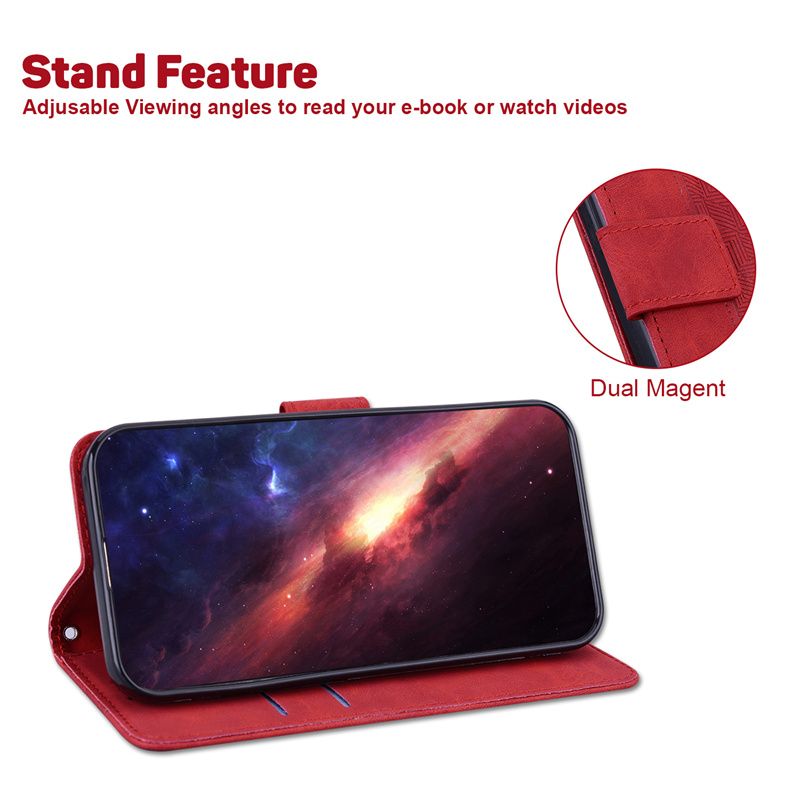 Stand Feature
Adjusable Viewing angles to read your e-book or watch videos
Dual Magent